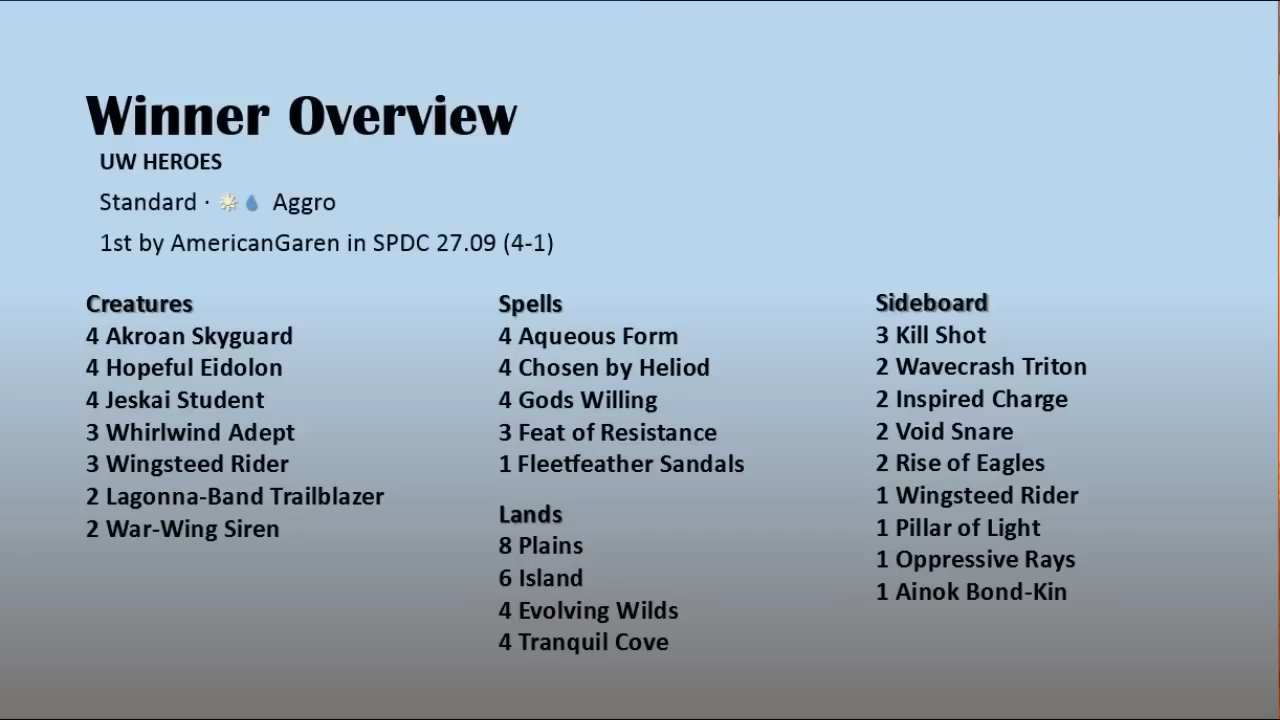 Winner Overview
UW HEROES
Standard · Aggro
1st by AmericanGaren in SPDC 27.09 (4-1)
Creatures
4 Akroan Skyguard
4 Hopeful Eidolon
4 Jeskai Student
3 Whirlwind Adept
3 Wingsteed Rider
2 Lagonna-Band Trailblazer
2 War-Wing Siren
Spells
4 Aqueous Form
4 Chosen by Heliod
4 Gods Willing
3 Feat of Resistance
1 Fleetfeather Sandals
Lands
8 Plains
6 Island
4 Evolving Wilds
4 Tranquil Cove
Sideboard
3 Kill Shot
2 Wavecrash Triton
2 Inspired Charge
2 Void Snare
2 Rise of Eagles
1 Wingsteed Rider
1 Pillar of Light
1 Oppressive Rays
1 Ainok Bond-Kin